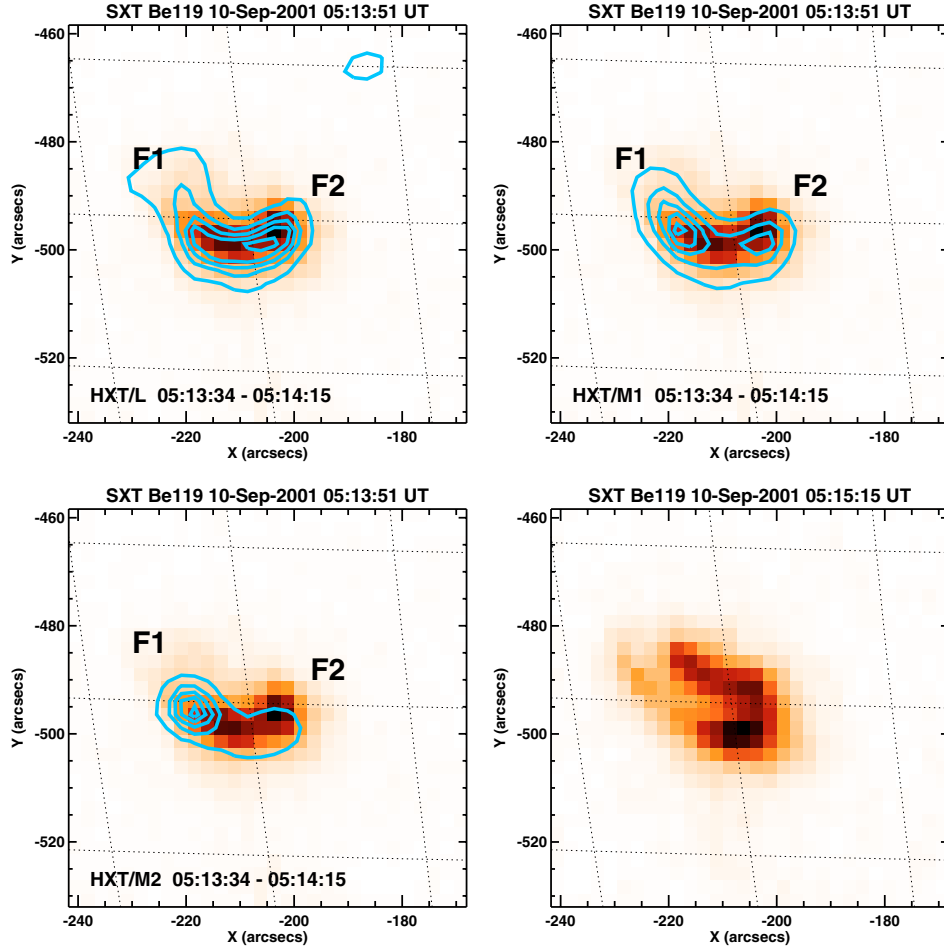 SXT Be119 10-Sep-2001 05:13:51 UT
-460
-480
-500
-520
Y (arcsecs)
F1
F2
HXT/L 05:13:34 - 05:14:15
-240 -220 -200 -180
X (arcsecs)
SXT Be119 10-Sep-2001 05:13:51 UT
-460
-480
-500
-520
Y (arcsecs)
F1
F2
HXT/M1 05:13:34 - 05:14:15
-240 -220 -200 -180
X (arcsecs)
SXT Be119 10-Sep-2001 05:13:51 UT
-460
-480
-500
-520
Y (arcsecs)
F1
F2
HXT/M2 05:13:34 - 05:14:15
-240 -220 -200 -180
X (arcsecs)
SXT Be119 10-Sep-2001 05:15:15 UT
-460
-480
-500
-520
Y (arcsecs)
-240 -220 -200 -180
X (arcsecs)